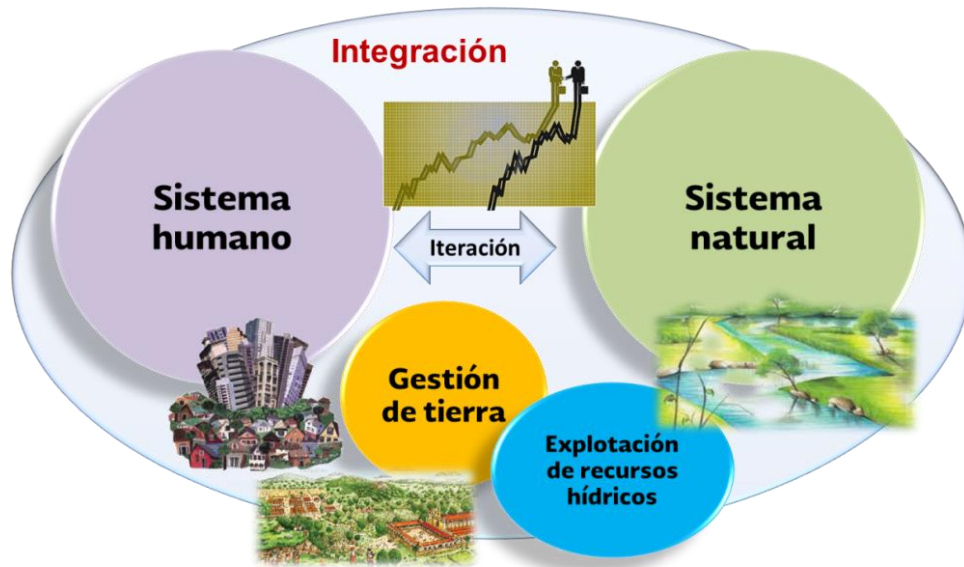 Integración
Sistema
humano
Iteración
Sistema
natural
Gestión
de tierra
Explotación
de recursos
hídricos